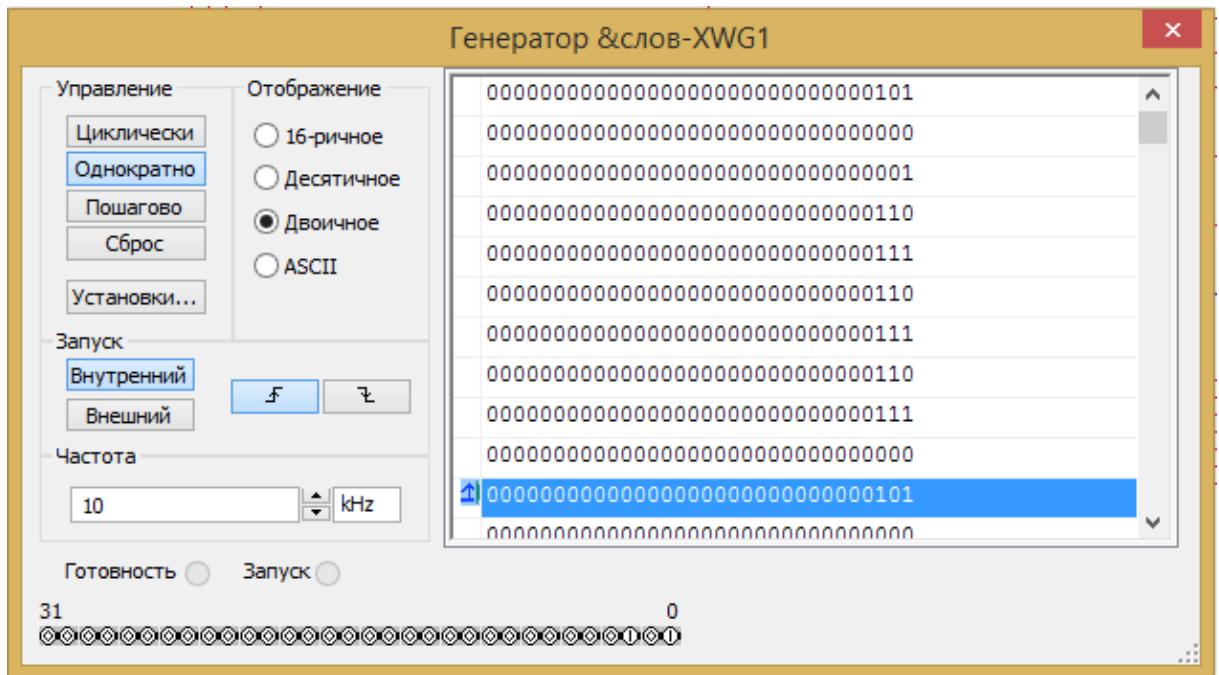 Генератор &слов-XWG1
Управление
Циклически
Однократно
Пошагово
Сброс
Установки...
Отображение
16-ричное
Десятичное
Двоичное
ASCII
Запуск
Внутренний
Внешний
Частота
10
kHz
Готовность
Запуск
31
0
00000000000000000000000000000101
00000000000000000000000000000000
00000000000000000000000000000001
00000000000000000000000000000110
00000000000000000000000000000111
00000000000000000000000000000110
00000000000000000000000000000111
00000000000000000000000000000110
00000000000000000000000000000111
00000000000000000000000000000000
00000000000000000000000000000101
00000000000000000000000000000000